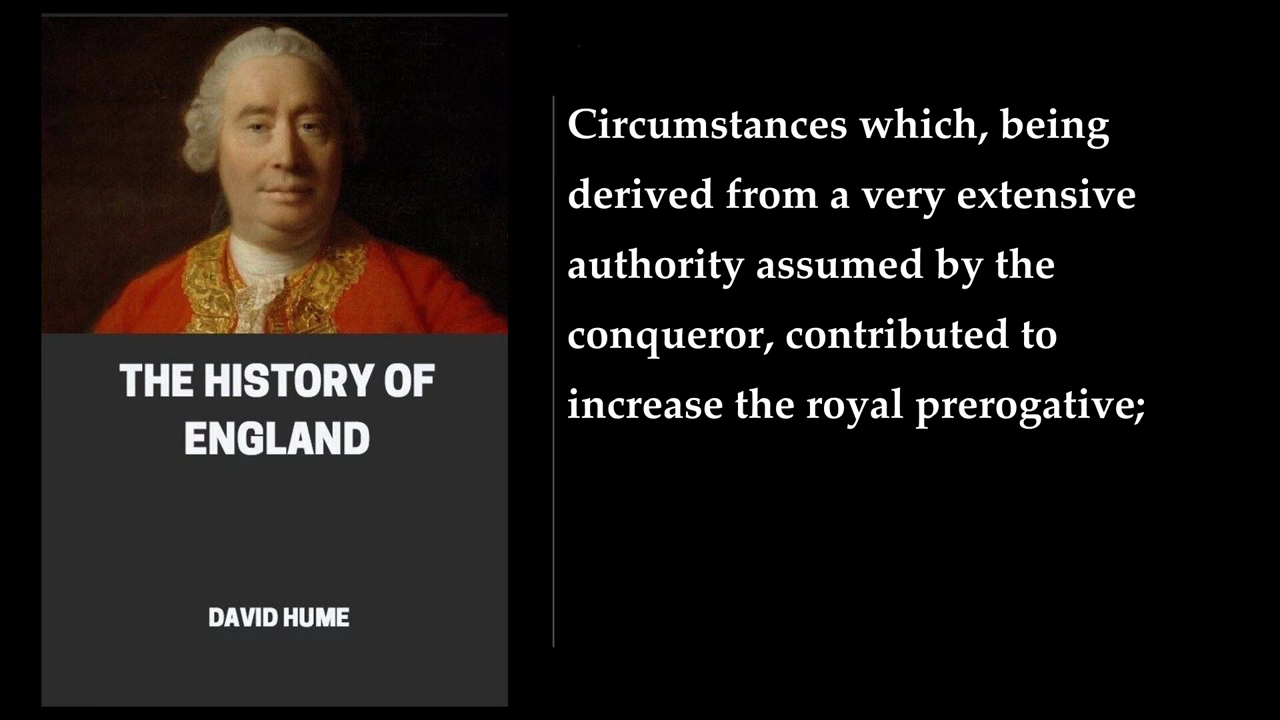 THE HISTORY OF
ENGLAND
DAVID HUME
Circumstances which, being
derived from a very extensive
authority assumed by the
conqueror, contributed to
increase the royal prerogative;